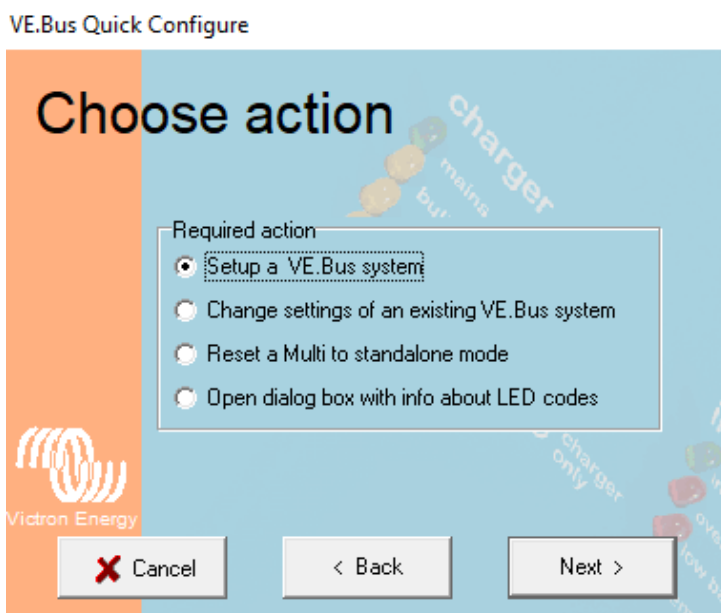 VE.Bus Quick Configure
Choose action
charger
mains
Required action
Setup a VE.Bus system
Change settings of an existing VE.Bus system
Reset a Multi to standalone mode
Open dialog box with info about LED codes
charger
only
Victron Energy
Cancel
< Back
Next >